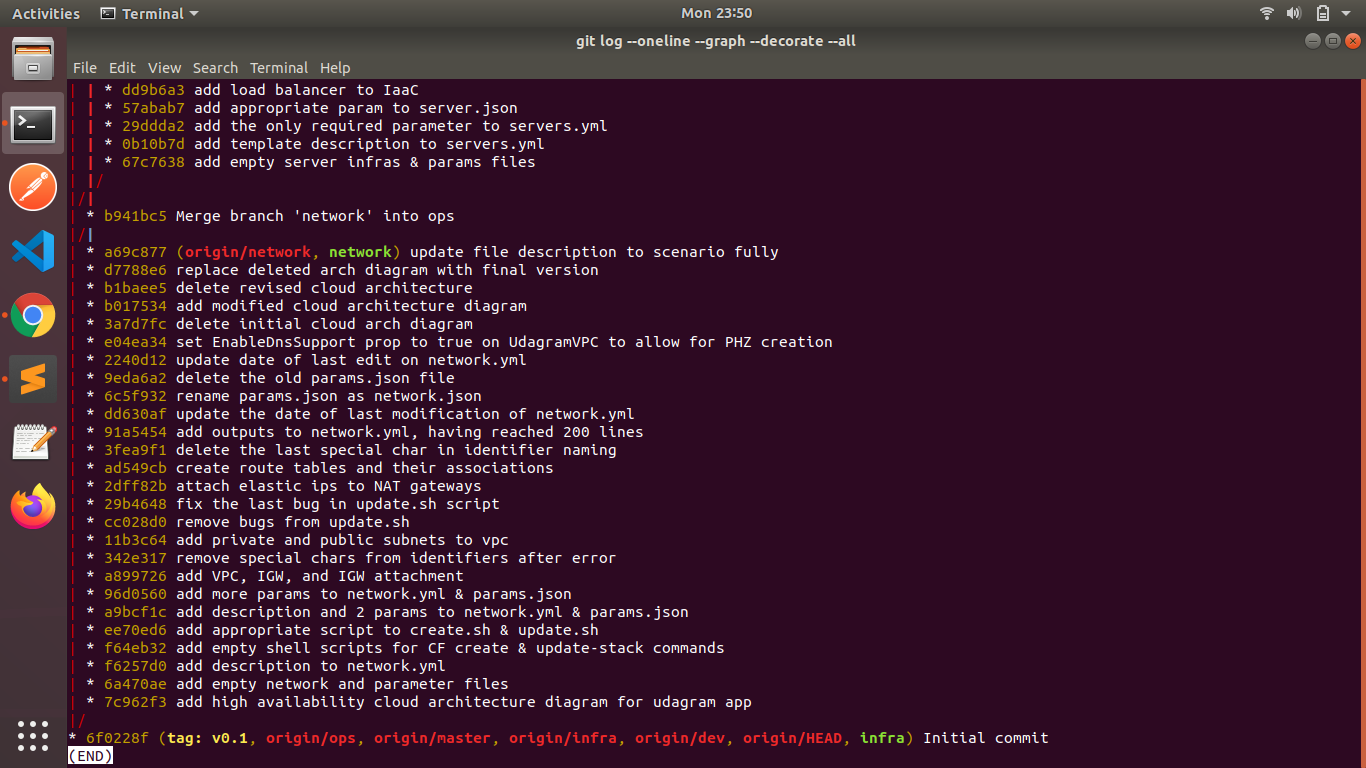 Activities Terminal Mon 23:50
git log --oneline --graph --decorate --all
File Edit View Search Terminal Help
| | * dd9b6a3 add load balancer to IaaC
| | * 57abab7 add appropriate param to server.json
| | * 29ddda2 add the only required parameter to servers.yml
| | * 0b10b7d add template description to servers.yml
| | * 67c7638 add empty server infras & params files
| |/
|/|
| * b941bc5 Merge branch 'network' into ops
|/|
| * a69c877 (origin/network, network) update file description to scenario fully
| * d7788e6 replace deleted arch diagram with final version
| * b1baee5 delete revised cloud architecture
| * b017534 add modified cloud architecture diagram
| * 3a7d7fc delete initial cloud arch diagram
| * e04ea34 set EnableDnsSupport prop to true on UdagramVPC to allow for PHZ creation
| * 2240d12 update date of last edit on network.yml
| * 9eda6a2 delete the old params.json file
| * 6c5f932 rename params.json as network.json
| * dd630af update the date of last modification of network.yml
| * 91a5454 add outputs to network.yml, having reached 200 lines
| * 3fea9f1 delete the last special char in identifier naming
| * ad549cb create route tables and their associations
| * 2dff82b attach elastic ips to NAT gateways
| * 29b4648 fix the last bug in update.sh script
| * cc028d0 remove bugs from update.sh
| * 11b3c64 add private and public subnets to vpc
| * 342e317 remove special chars from identifiers after error
| * a899726 add VPC, IGW, and IGW attachment
| * 96d0560 add more params to network.yml & params.json
| * a9bcf1c add description and 2 params to network.yml & params.json
| * ee70ed6 add appropriate script to create.sh & update.sh
| * f64eb32 add empty shell scripts for CF create & update-stack commands
| * f6257d0 add description to network.yml
| * 6a470ae add empty network and parameter files
| * 7c962f3 add high availability cloud architecture diagram for udagram app
|/
* 6f0228f (tag: v0.1, origin/ops, origin/master, origin/infra, origin/dev, origin/HEAD, infra) Initial commit
(END)